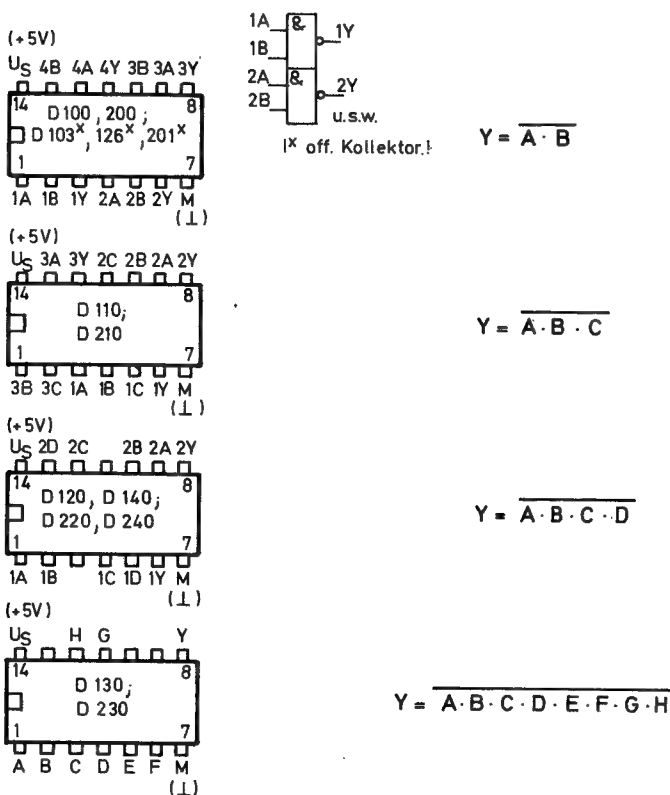 (+5V)
US 4B 4A 4Y 3B 3A 3Y
14 8
D 100 , 200 ;
D 103x, 126x ,201x
1 7
1A 1B 1Y 2A 2B 2Y M
(⊥)
1A & 1Y
1B
2A & 2Y
2B
u.s.w.
|x off. Kollektor.!
Y = A · B
(+5V)
US 3A 3Y 2C 2B 2A 2Y
14 8
D 110;
D 210
1 7
3B 3C 1A 1B 1C 1Y M
(⊥)
Y = A · B · C
(+5V)
US 2D 2C 2B 2A 2Y
14 8
D 120, D 140;
D 220, D 240
1 7
1A 1B 1C 1D 1Y M
(⊥)
Y = A · B · C · D
(+5V)
US H G Y
14 8
D 130;
D 230
1 7
A B C D E F M
(⊥)
Y = A·B·C·D·E·F·G·H